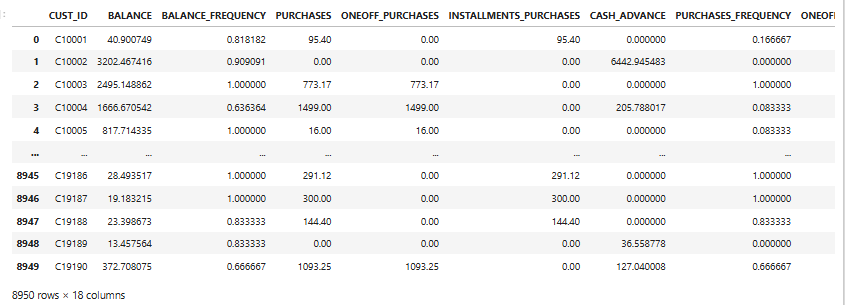 CUST_ID BALANCE BALANCE_FREQUENCY PURCHASES ONEOFF_PURCHASES INSTALLMENTS_PURCHASES CASH_ADVANCE PURCHASES_FREQUENCY ONEOF
0 C10001 40.900749 0.818182 95.40 0.00 95.40 0.000000 0.166667
1 C10002 3202.467416 0.909091 0.00 0.00 0.00 6442.945483 0.000000
2 C10003 2495.148862 1.000000 773.17 773.17 0.00 0.000000 1.000000
3 C10004 1666.670542 0.636364 1499.00 1499.00 0.00 205.788017 0.083333
4 C10005 817.714335 1.000000 16.00 16.00 0.00 0.000000 0.083333
... ... ... ... ... ... ... ... ...
8945 C19186 28.493517 1.000000 291.12 0.00 291.12 0.000000 1.000000
8946 C19187 19.183215 1.000000 300.00 0.00 300.00 0.000000 1.000000
8947 C19188 23.398673 0.833333 144.40 0.00 144.40 0.000000 0.833333
8948 C19189 13.457564 0.833333 0.00 0.00 0.00 36.558778 0.000000
8949 C19190 372.708075 0.666667 1093.25 1093.25 0.00 127.040008 0.666667
8950 rows × 18 columns